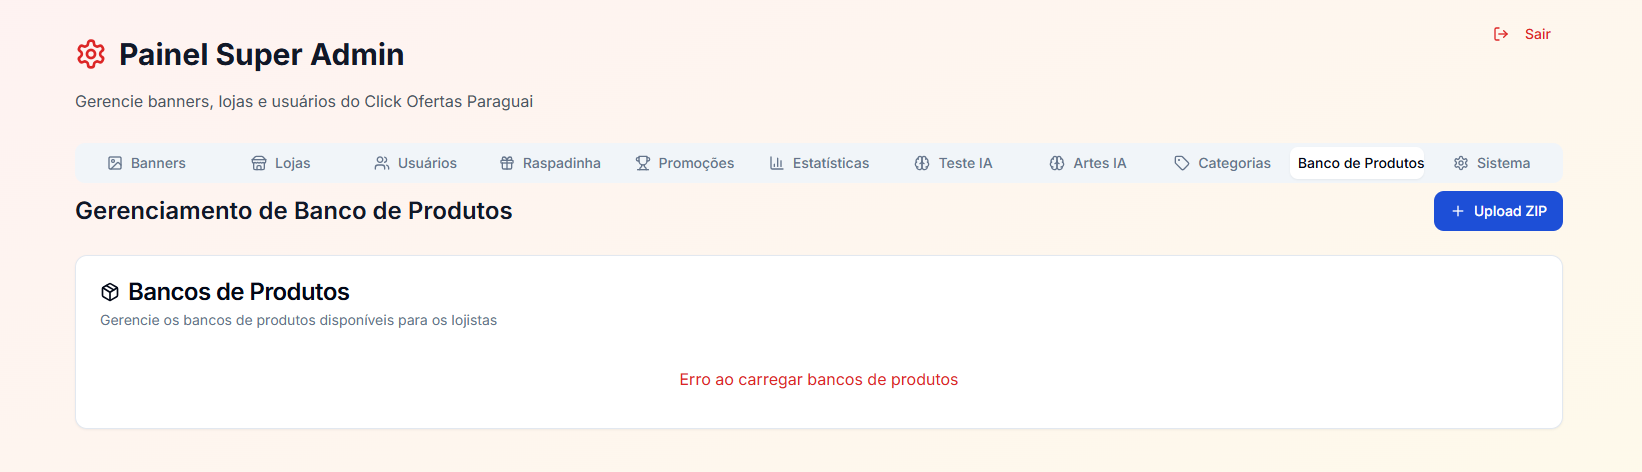 Painel Super Admin
Sair
Gerencie banners, lojas e usuários do Click Ofertas Paraguai
Banners Lojas Usuários Raspadinha Promoções Estatísticas Teste IA Artes IA Categorias Banco de Produtos Sistema
Gerenciamento de Banco de Produtos
Upload ZIP
Bancos de Produtos
Gerencie os bancos de produtos disponíveis para os lojistas
Erro ao carregar bancos de produtos